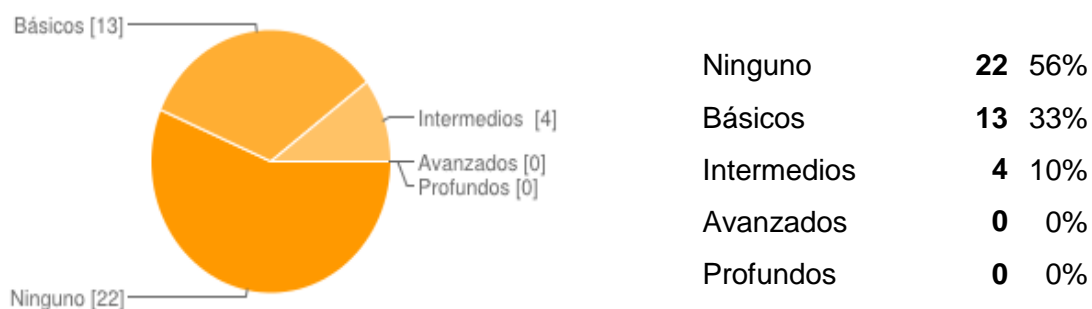 Básicos [13]
Intermedios [4]
Avanzados [0]
Profundos [0]
Ninguno [22]
Ninguno 22 56%
Básicos 13 33%
Intermedios 4 10%
Avanzados 0 0%
Profundos 0 0%